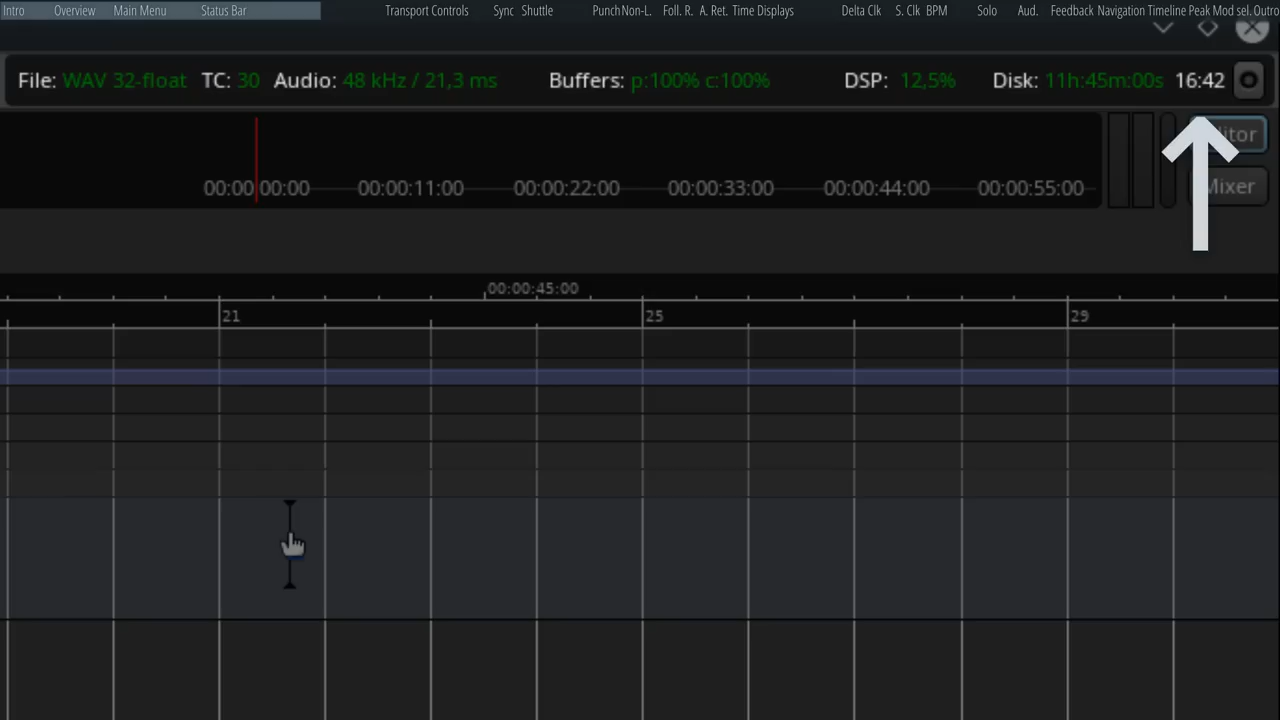 Intro Overview Main Menu Status Bar Transport Controls Sync Shuttle Punch Non-L. Foll. R. A. Ret. Time Displays Delta Clk S. Clk BPM Solo Aud. Feedback Navigation Timeline Peak Mod sel. Outro
File: WAV 32-float TC: 30 Audio: 48 kHz / 21,3 ms Buffers: p:100% c:100% DSP: 12,5% Disk: 11h:45m:00s 16:42
00:00:00:00 00:00:11:00 00:00:22:00 00:00:33:00 00:00:44:00 00:00:55:00
Mixer
00:00:45:00
21 25 29